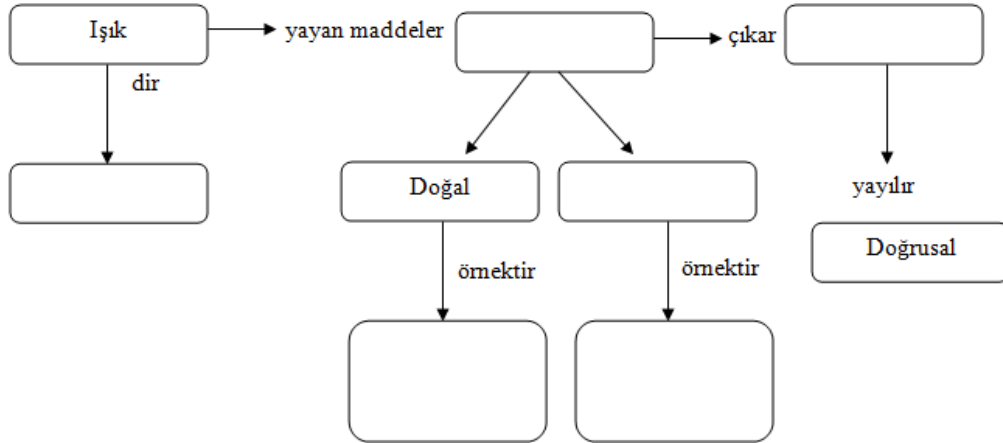 Işık
yayan maddeler
çıkar
dir
Doğal
yayılır
Doğrusal
örnektir
örnektir